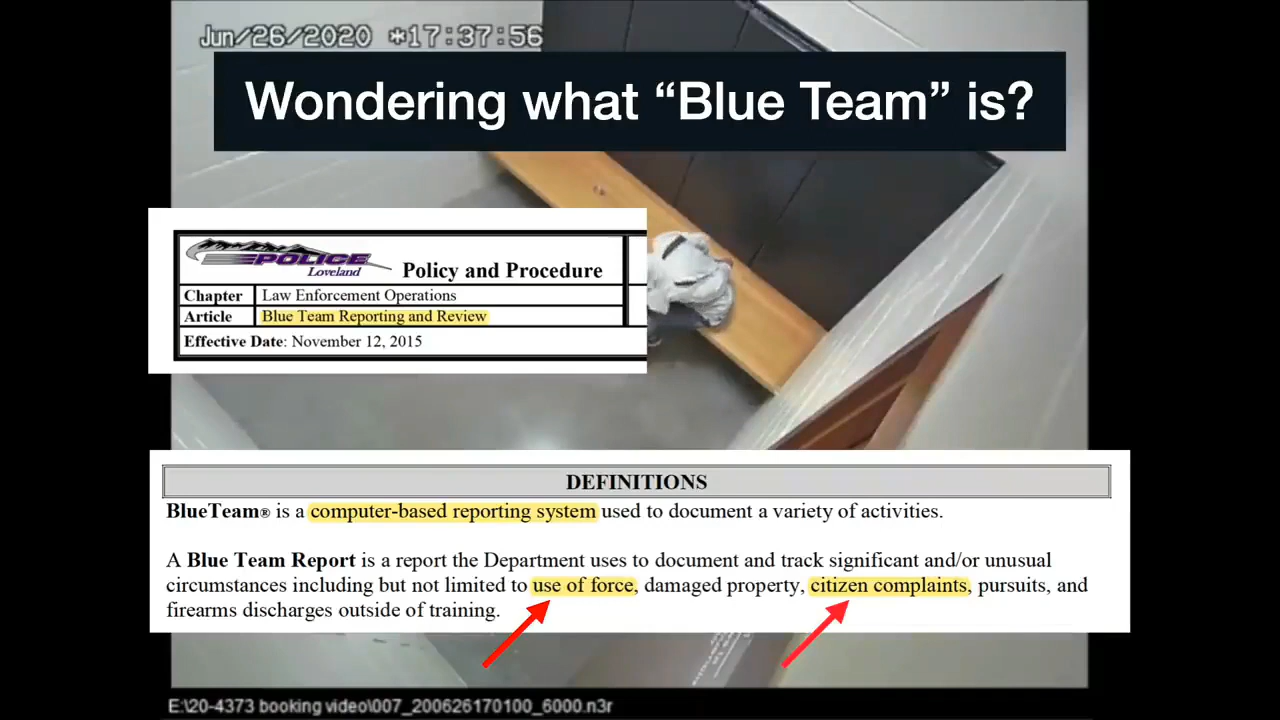 Jun/26/2020 *17:37:56
Wondering what “Blue Team” is?
POLICE
Loveland
Policy and Procedure
Chapter Law Enforcement Operations
Article Blue Team Reporting and Review
Effective Date: November 12, 2015
DEFINITIONS
BlueTeam® is a computer-based reporting system used to document a variety of activities.
A Blue Team Report is a report the Department uses to document and track significant and/or unusual
circumstances including but not limited to use of force, damaged property, citizen complaints, pursuits, and
firearms discharges outside of training.
E:\20-4373 booking video\007_200626170100_6000.n3r